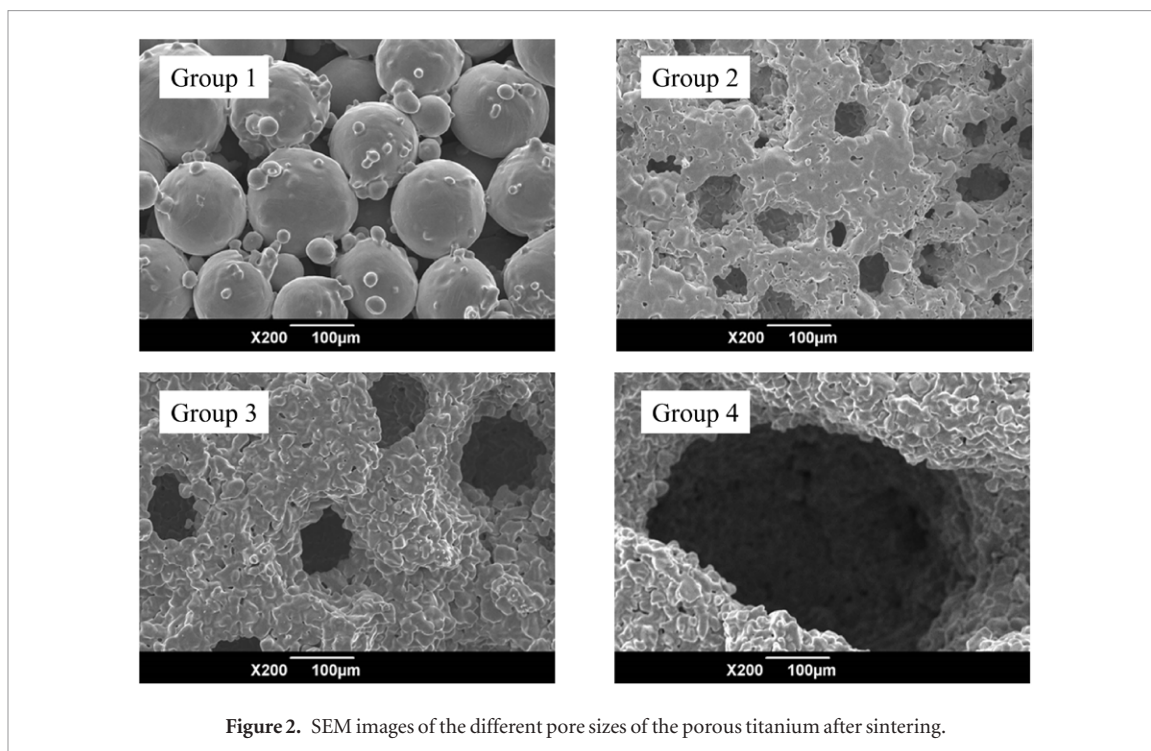 Group 1
Group 2
X200 100µm
X200 100µm
Group 3
Group 4
X200 100µm
X200 100µm
Figure 2. SEM images of the different pore sizes of the porous titanium after sintering.